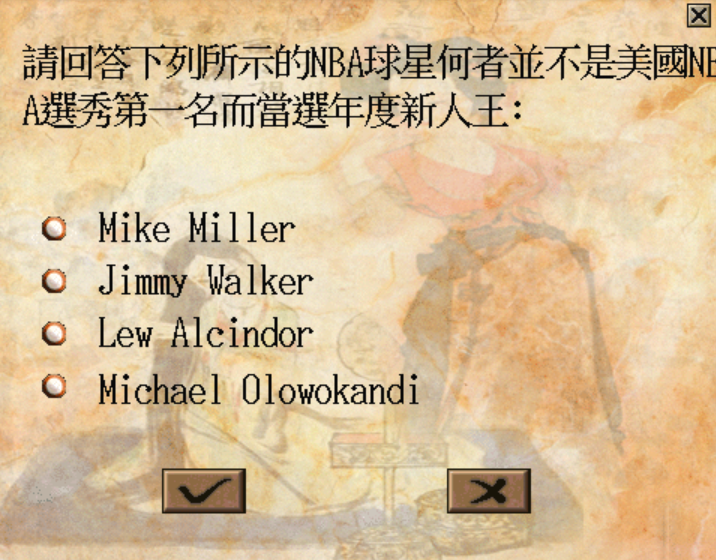 請回答下列所示的NBA球星何者並不是美國NB
A選秀第一名而當選年度新人王：
Mike Miller
Jimmy Walker
Lew Alcindor
Michael Olowokandi